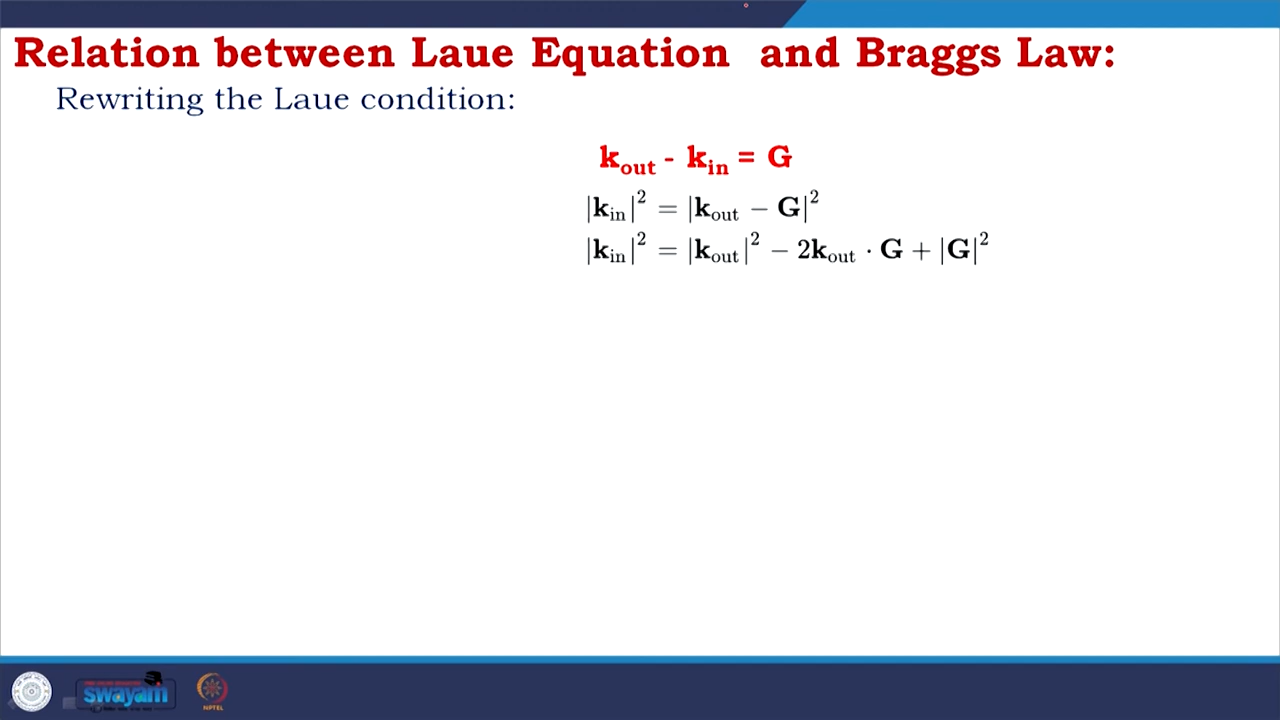 Relation between Laue Equation and Braggs Law:
Rewriting the Laue condition:
k_out - k_in = G
|k_in|² = |k_out − G|²
|k_in|² = |k_out|² − 2k_out · G + |G|²
swayam
NPTEL